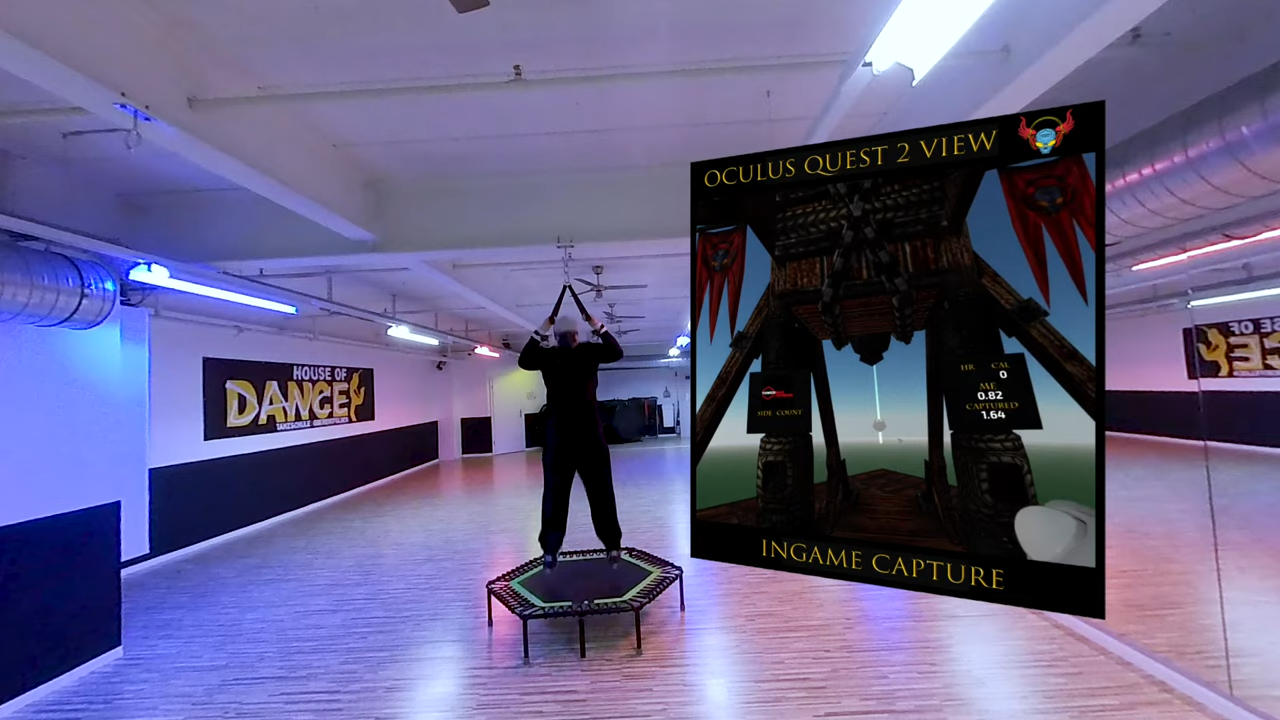 OCULUS QUEST 2 VIEW
HOUSE OF
DANCE
SIDE COUNT
HR CAL
0
ME
0.82
CAPTURED
1.64
INGAME CAPTURE